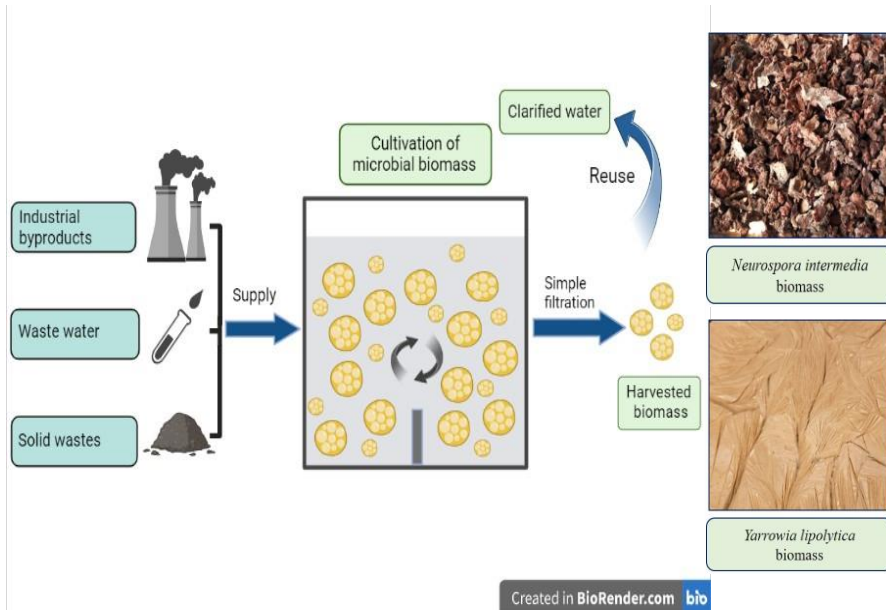 Industrial
byproducts
Waste water
Solid wastes
Supply
Cultivation of
microbial biomass
Simple
filtration
Clarified water
Reuse
Harvested
biomass
Neurospora intermedia
biomass
Yarrowia lipolytica
biomass
Created in BioRender.com bio